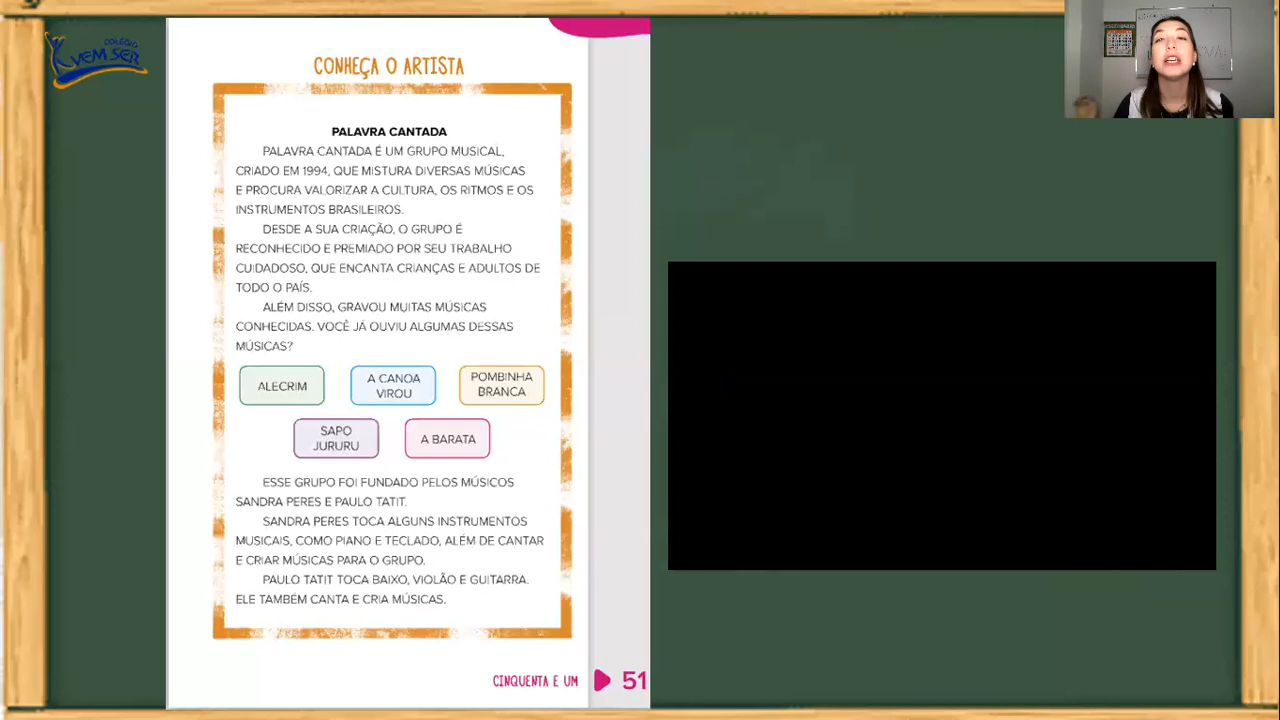 COLÉGIO
VEM SER
CONHEÇA O ARTISTA
PALAVRA CANTADA
PALAVRA CANTADA É UM GRUPO MUSICAL,
CRIADO EM 1994, QUE MISTURA DIVERSAS MÚSICAS
E PROCURA VALORIZAR A CULTURA, OS RITMOS E OS
INSTRUMENTOS BRASILEIROS.
DESDE A SUA CRIAÇÃO, O GRUPO É
RECONHECIDO E PREMIADO POR SEU TRABALHO
CUIDADOSO, QUE ENCANTA CRIANÇAS E ADULTOS DE
TODO O PAÍS.
ALÉM DISSO, GRAVOU MUITAS MÚSICAS
CONHECIDAS. VOCÊ JÁ OUVIU ALGUMAS DESSAS
MÚSICAS?
ALECRIM
A CANOA
VIROU
POMBINHA
BRANCA
SAPO
JURURU
A BARATA
ESSE GRUPO FOI FUNDADO PELOS MÚSICOS
SANDRA PERES E PAULO TATIT.
SANDRA PERES TOCA ALGUNS INSTRUMENTOS
MUSICAIS, COMO PIANO E TECLADO, ALÉM DE CANTAR
E CRIAR MÚSICAS PARA O GRUPO.
PAULO TATIT TOCA BAIXO, VIOLÃO E GUITARRA.
ELE TAMBÉM CANTA E CRIA MÚSICAS.
CINQUENTA E UM 51